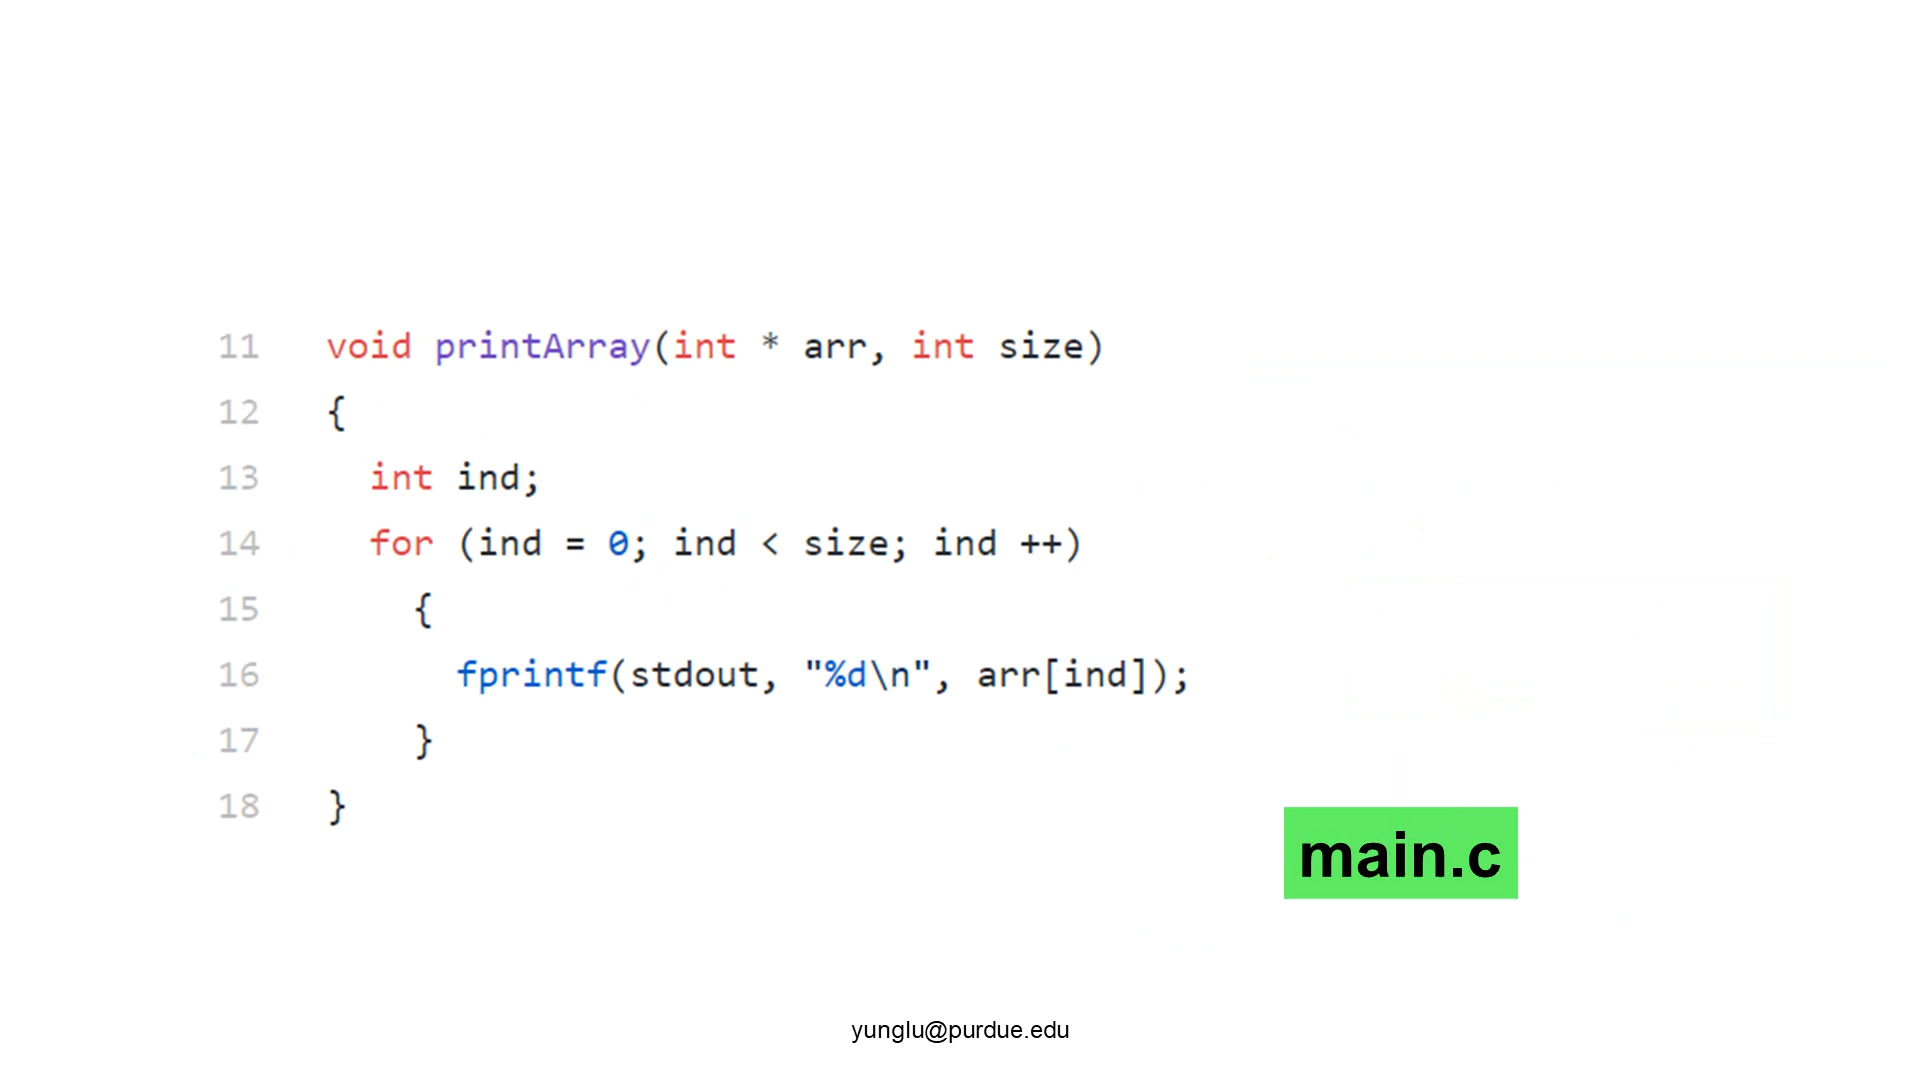 11 void printArray(int * arr, int size)
12 {
13 int ind;
14 for (ind = 0; ind < size; ind ++)
15 {
16 fprintf(stdout, "%d\n", arr[ind]);
17 }
18 }
main.c
yunglu@purdue.edu